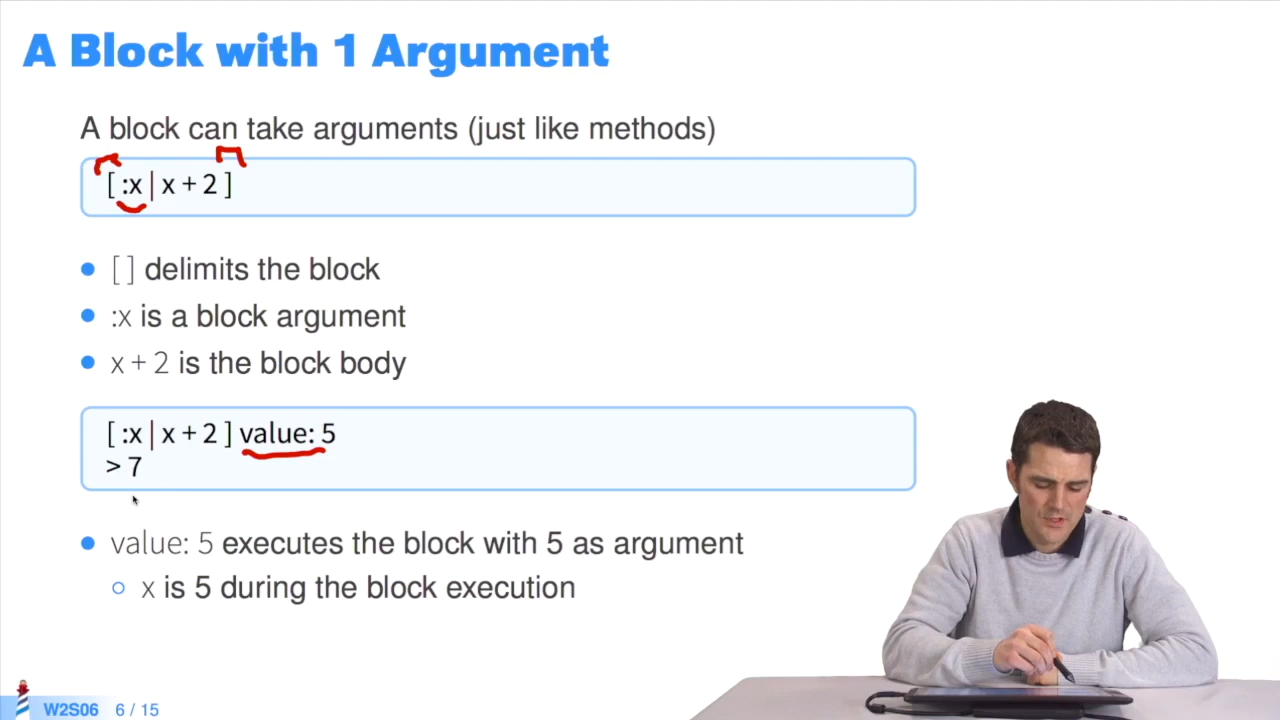 A Block with 1 Argument
A block can take arguments (just like methods)
[ :x | x + 2 ]
[ ] delimits the block
:x is a block argument
x + 2 is the block body
[ :x | x + 2 ] value: 5
> 7
value: 5 executes the block with 5 as argument
x is 5 during the block execution
W2S06 6 / 15